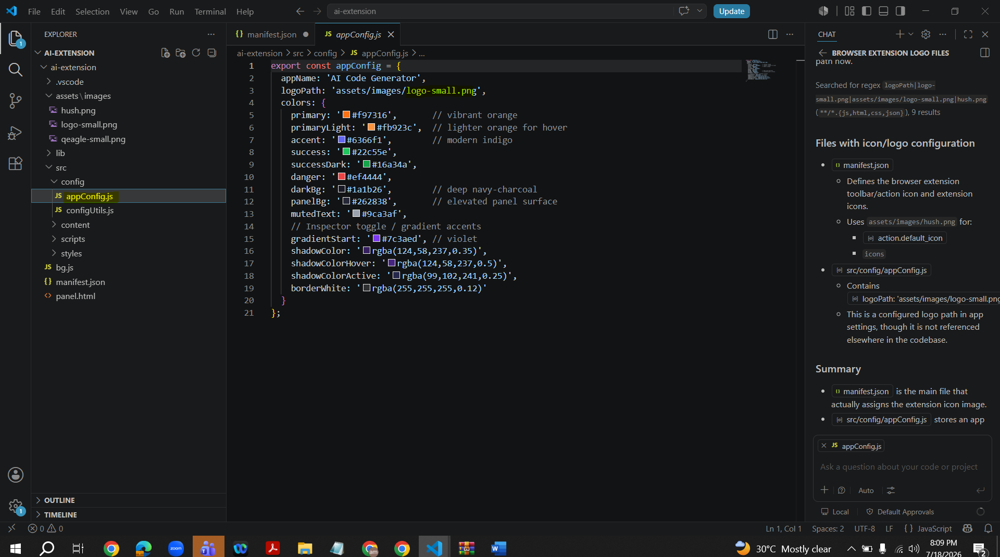 File Edit Selection View Go Run Terminal Help
ai-extension
Update
EXPLORER
AI-EXTENSION
ai-extension
.vscode
assets\images
hush.png
logo-small.png
qeagle-small.png
lib
src
config
appConfig.js
configUtils.js
content
scripts
styles
bg.js
manifest.json
panel.html
OUTLINE
TIMELINE
manifest.json
appConfig.js
ai-extension > src > config > JS appConfig.js > ...
1 export const appConfig = {
2 appName: 'AI Code Generator',
3 logoPath: 'assets/images/logo-small.png',
4 colors: {
5 primary: '#f97316', // vibrant orange
6 primaryLight: '#fb923c', // lighter orange for hover
7 accent: '#6366f1', // modern indigo
8 success: '#22c55e',
9 successDark: '#16a34a',
10 danger: '#ef4444',
11 darkBg: '#1a1b26', // deep navy-charcoal
12 panelBg: '#262838', // elevated panel surface
13 mutedText: '#9ca3af',
14 // Inspector toggle / gradient accents
15 gradientStart: '#7c3aed', // violet
16 shadowColor: 'rgba(124,58,237,0.35)',
17 shadowColorHover: 'rgba(124,58,237,0.5)',
18 shadowColorActive: 'rgba(99,102,241,0.25)',
19 borderWhite: 'rgba(255,255,255,0.12)'
20 }
21 };
CHAT
BROWSER EXTENSION LOGO FILES
path now.
Searched for regex logoPath|logo-
small.png|assets/images/logo-small.png|hush.png
(**/*.{js,html,css,json}), 9 results
Files with icon/logo configuration
manifest.json
Defines the browser extension
toolbar/action icon and extension
icons.
Uses assets/images/hush.png for:
action.default_icon
icons
src/config/appConfig.js
Contains
logoPath: 'assets/images/logo-small.png
This is a configured logo path in app
settings, though it is not referenced
elsewhere in the codebase.
Summary
manifest.json is the main file that
actually assigns the extension icon image.
src/config/appConfig.js stores an app
JS appConfig.js
Ask a question about your code or project
Auto
Local
Default Approvals
0 0
Ln 1, Col 1 Spaces: 2 UTF-8 LF { } JavaScript
zoom
am
30°C Mostly clear
8:09 PM
7/18/2026
2